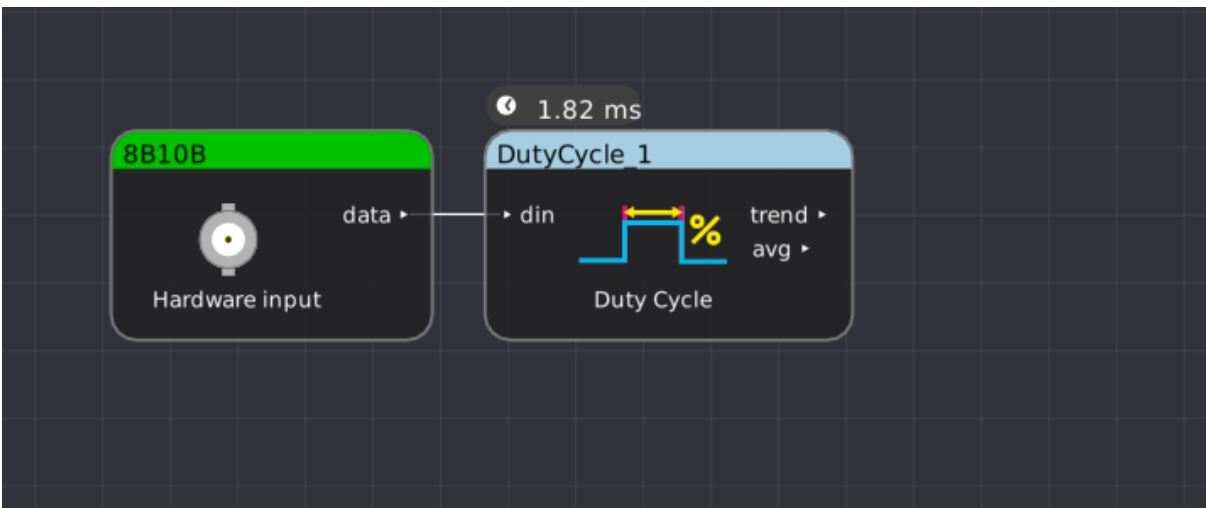 1.82 ms
8B10B
DutyCycle_1
data
din
trend
%
avg
Hardware input
Duty Cycle